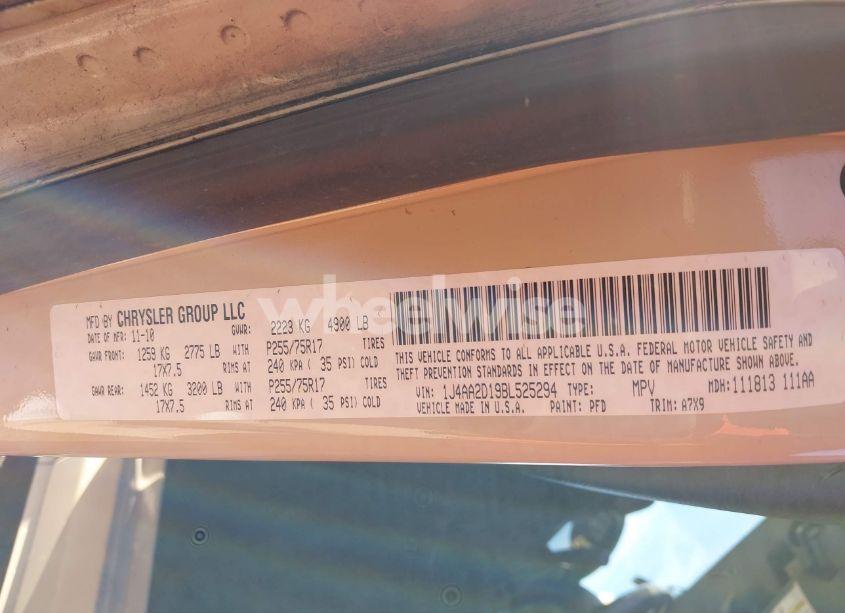 MFD BY CHRYSLER GROUP LLC
DATE OF MFR: 11-10 GVWR: 2223 KG 4900 LB
GAWR FRONT: 1259 KG 2775 LB WITH P255/75R17 TIRES
17X7.5 RIMS AT 240 KPA ( 35 PSI) COLD
GAWR REAR: 1452 KG 3200 LB WITH P255/75R17 TIRES
17X7.5 RIMS AT 240 KPA ( 35 PSI) COLD
THIS VEHICLE CONFORMS TO ALL APPLICABLE U.S.A. FEDERAL MOTOR VEHICLE SAFETY AND
THEFT PREVENTION STANDARDS IN EFFECT ON THE DATE OF MANUFACTURE SHOWN ABOVE.
VIN: 1J4AA2D19BL525294 TYPE: MPV MDH: 111813 111AA
VEHICLE MADE IN U.S.A. PAINT: PFD TRIM: A7X9
wheelwise